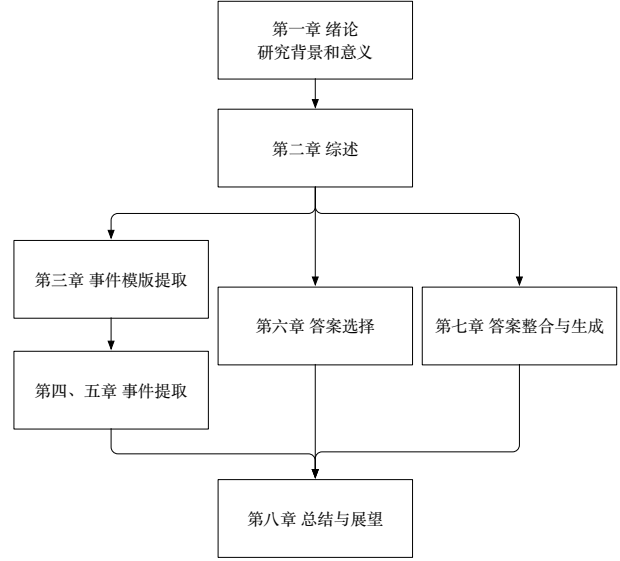 第一章 绪论
研究背景和意义
第二章 综述
第三章 事件模版提取
第六章 答案选择
第七章 答案整合与生成
第四、五章 事件提取
第八章 总结与展望